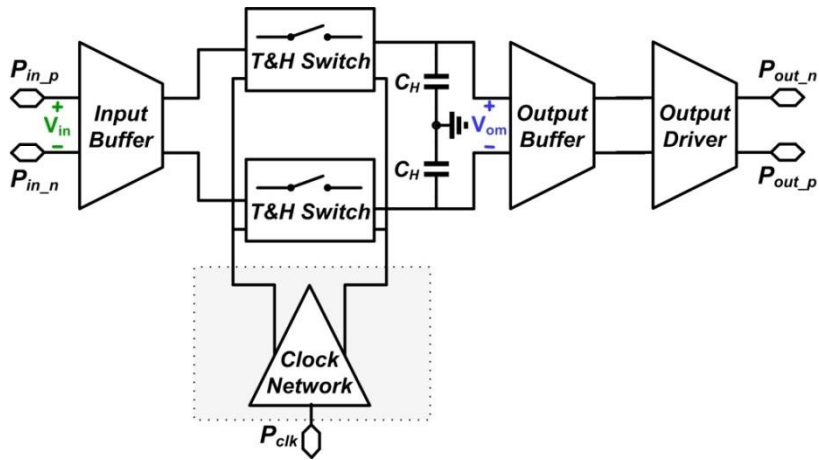 T&H Switch
P_in_p
+
V_in
-
P_in_n
Input
Buffer
C_H
C_H
+
V_om
-
Output
Buffer
Output
Driver
P_out_n
P_out_p
T&H Switch
Clock
Network
P_clk